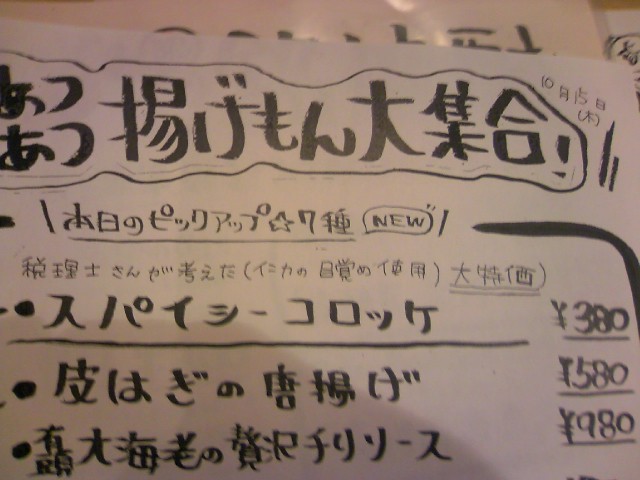 あつあつ 揚げもん大集合!
10月15日(木)
本日のピックアップ☆7種 NEW
税理士さんが考えた( の目覚め使用) 大特価)
・スパイシーコロッケ ¥380
・皮はぎの唐揚げ ¥580
・有頭大海老の贅沢チリソース ¥980